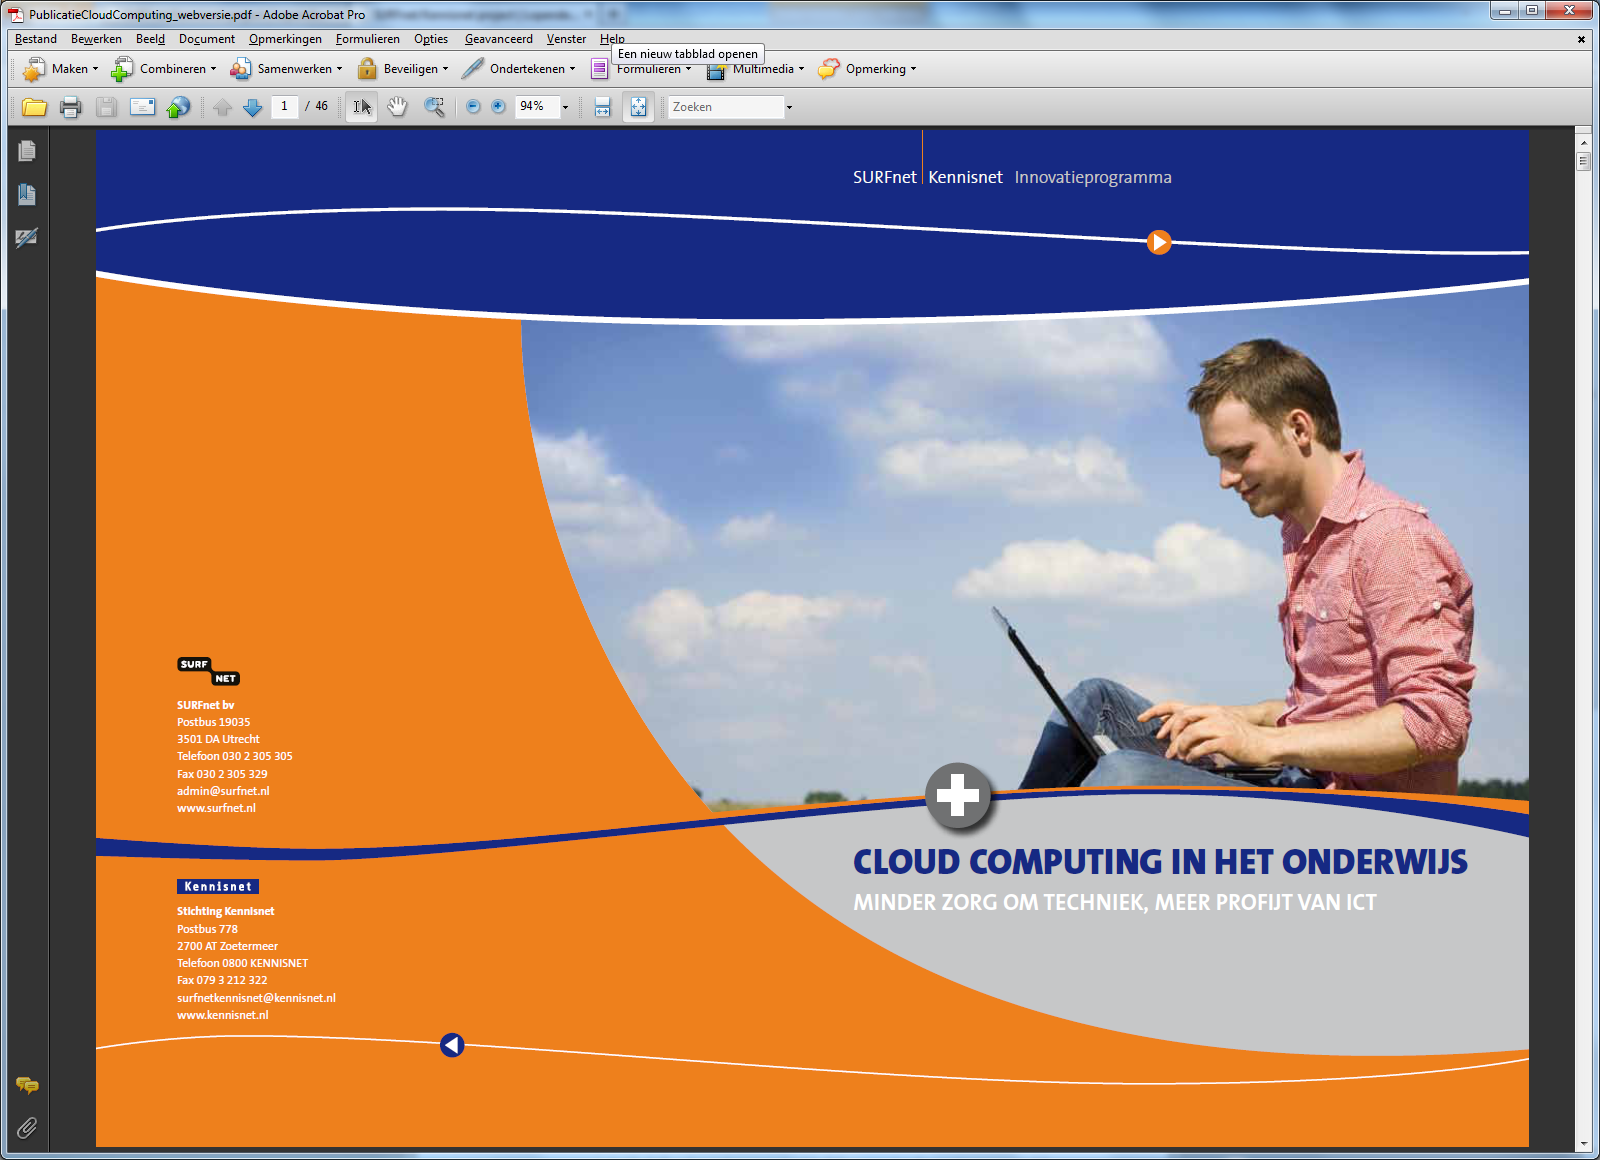 PublicatieCloudComputing_webversie.pdf - Adobe Acrobat Pro
Bestand Bewerken Beeld Document Opmerkingen Formulieren Opties Geavanceerd Venster Help
Een nieuw tabblad openen
Maken Combineren Samenwerken Beveiligen Ondertekenen Formulieren Multimedia Opmerking
1 / 46 94% Zoeken
SURFnet Kennisnet Innovatieprogramma
SURF
NET
SURFnet bv
Postbus 19035
3501 DA Utrecht
Telefoon 030 2 305 305
Fax 030 2 305 329
admin@surfnet.nl
www.surfnet.nl
CLOUD COMPUTING IN HET ONDERWIJS
MINDER ZORG OM TECHNIEK, MEER PROFIJT VAN ICT
Kennisnet
Stichting Kennisnet
Postbus 778
2700 AT Zoetermeer
Telefoon 0800 KENNISNET
Fax 079 3 212 322
surfnetkennisnet@kennisnet.nl
www.kennisnet.nl